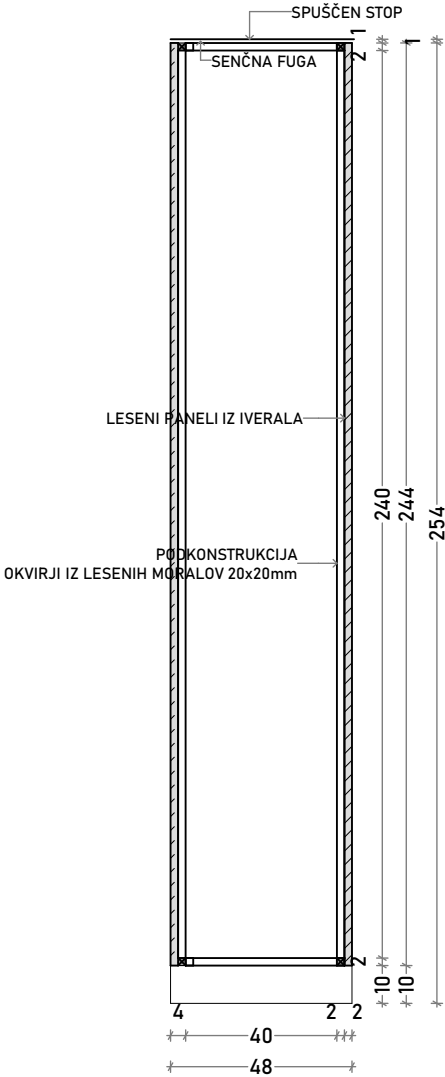 SPUŠČEN STOP
1
1
2
SENČNA FUGA
LESENI PANELI IZ IVERALA
240
244
254
PODKONSTRUKCIJA
OKVIRJI IZ LESENIH MORALOV 20x20mm
2
10
10
4
2
2
40
48